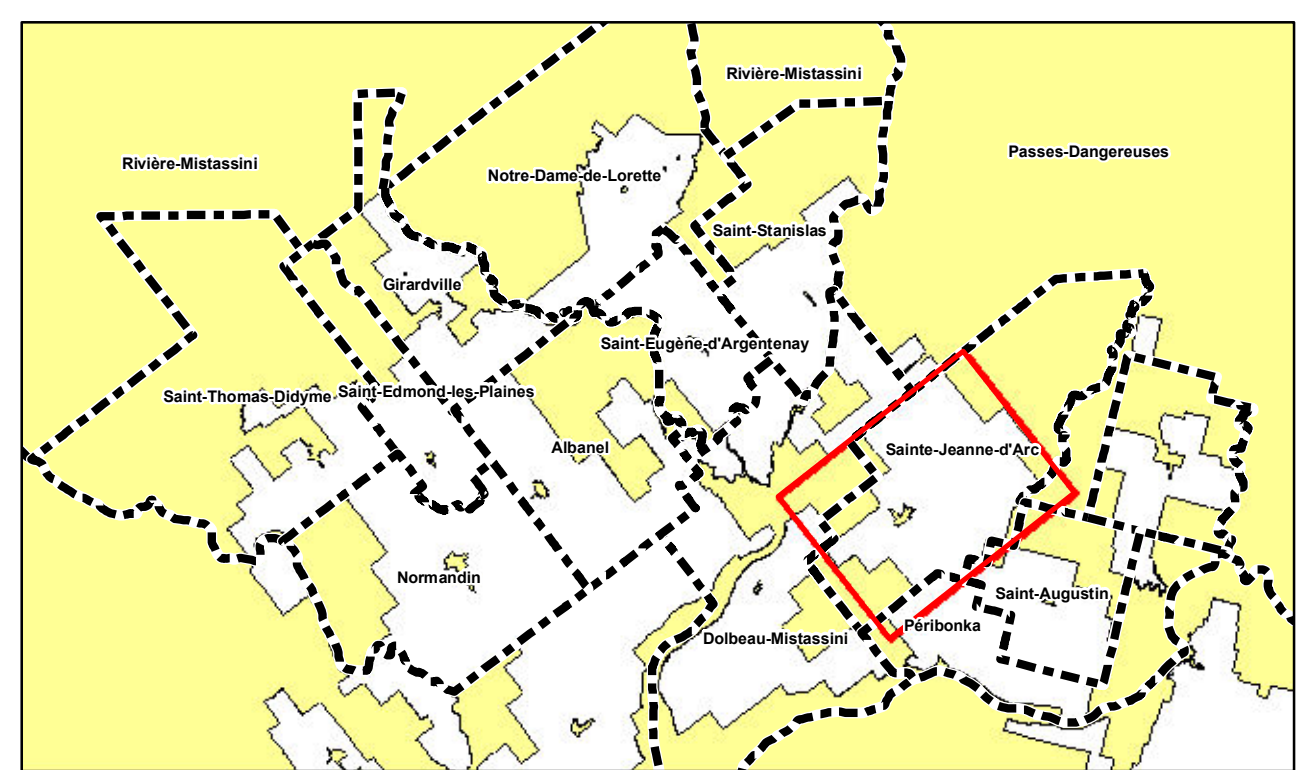 Rivière-Mistassini
Passes-Dangereuses
Rivière-Mistassini
Notre-Dame-de-Lorette
Saint-Stanislas
Girardville
Saint-Eugène-d'Argentenay
Saint-Thomas-Didyme
Saint-Edmond-les-Plaines
Albanel
Sainte-Jeanne-d'Arc
Normandin
Saint-Augustin
Péribonka
Dolbeau-Mistassini